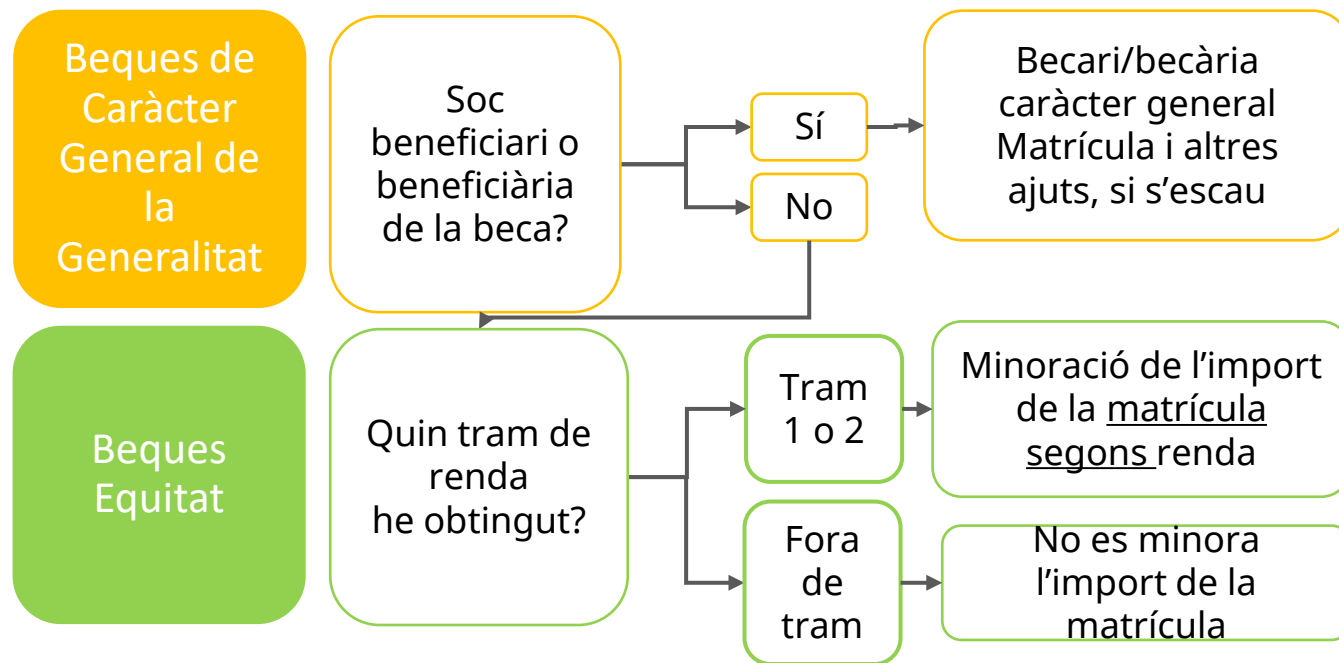 Beques de
Caràcter
General de
la
Generalitat
Soc
beneficiari o
beneficiària
de la beca?
Sí
No
Becari/becària
caràcter general
Matrícula i altres
ajuts, si s’escau
Beques
Equitat
Quin tram de
renda
he obtingut?
Tram
1 o 2
Minoració de l’import
de la matrícula
segons renda
Fora
de
tram
No es minora
l’import de la
matrícula